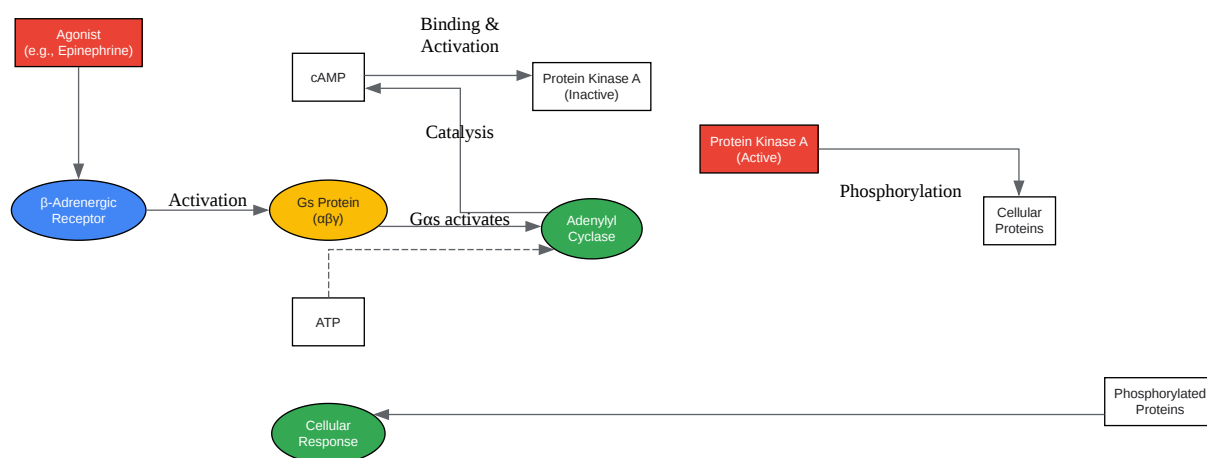 Agonist
(e.g., Epinephrine)
Binding &
Activation
cAMP
Protein Kinase A
(Inactive)
Catalysis
Protein Kinase A
(Active)
Phosphorylation
β-Adrenergic
Receptor
Activation
Gs Protein
(αβγ)
Gαs activates
Adenylyl
Cyclase
Cellular
Proteins
ATP
Phosphorylated
Proteins
Cellular
Response